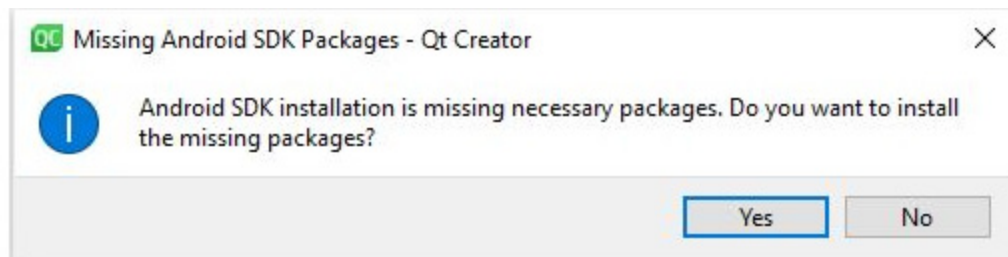 QC Missing Android SDK Packages - Qt Creator
Android SDK installation is missing necessary packages. Do you want to install
the missing packages?
Yes No